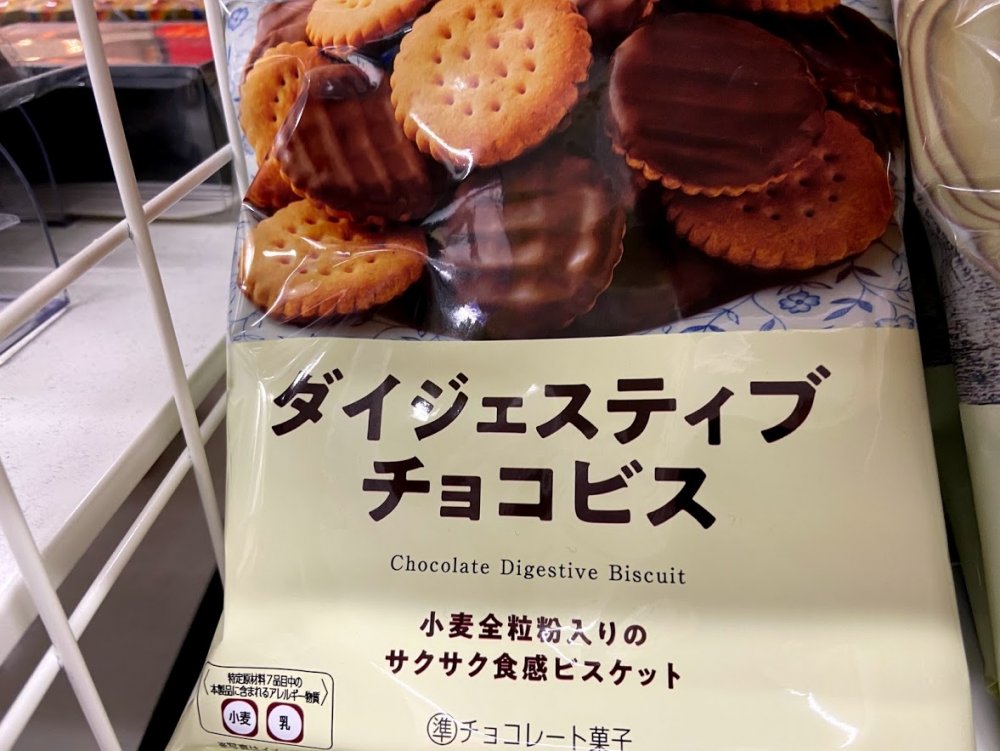 ダイジェスティブ
チョコビス
Chocolate Digestive Biscuit
小麦全粒粉入りの
サクサク食感ビスケット
特定原材料7品目中の
本製品に含まれるアレルギー物質
小麦 乳
準チョコレート菓子